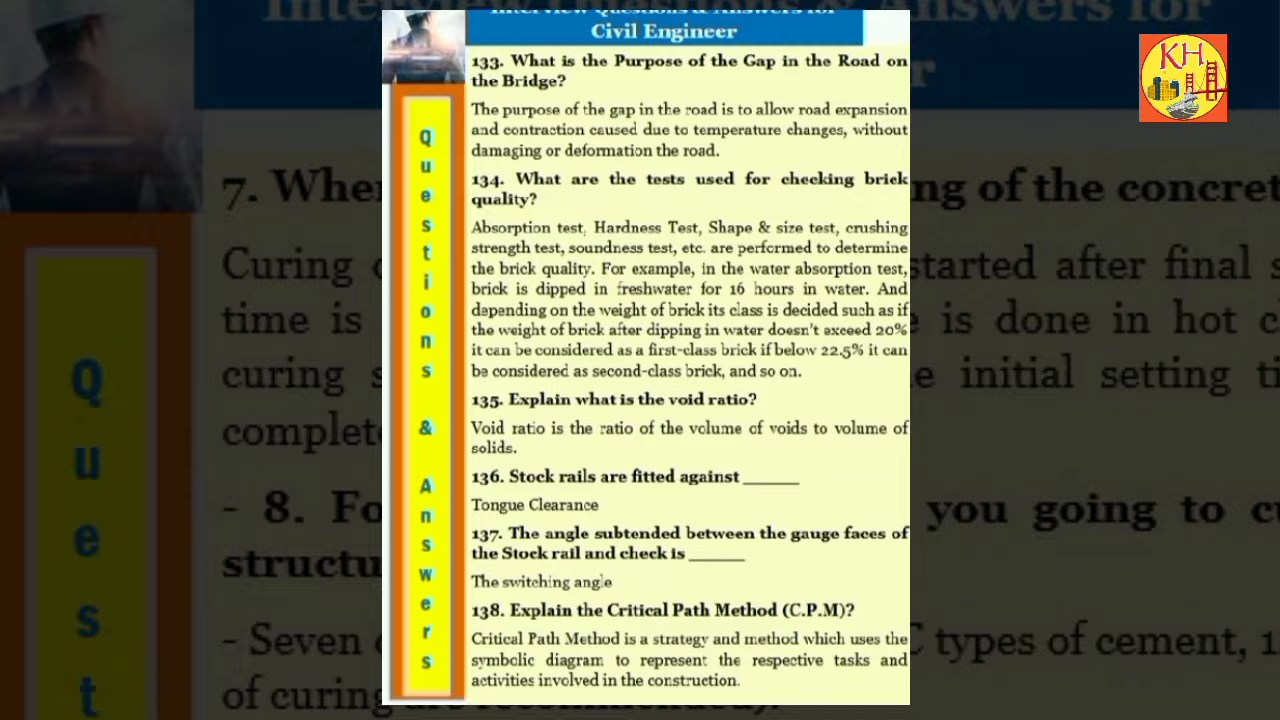 Interview Questions & Answers for
Civil Engineer
133. What is the Purpose of the Gap in the Road on
the Bridge?
The purpose of the gap in the road is to allow road expansion
and contraction caused due to temperature changes, without
damaging or deformation the road.
134. What are the tests used for checking brick
quality?
Absorption test, Hardness Test, Shape & size test, crushing
strength test, soundness test, etc. are performed to determine
the brick quality. For example, in the water absorption test,
brick is dipped in freshwater for 16 hours in water. And
depending on the weight of brick its class is decided such as if
the weight of brick after dipping in water doesn't exceed 20%
it can be considered as a first-class brick if below 22.5% it can
be considered as second-class brick, and so on.
135. Explain what is the void ratio?
Void ratio is the ratio of the volume of voids to volume of
solids.
136. Stock rails are fitted against ______
Tongue Clearance
137. The angle subtended between the gauge faces of
the Stock rail and check is ______
The switching angle
138. Explain the Critical Path Method (C.P.M)?
Critical Path Method is a strategy and method which uses the
symbolic diagram to represent the respective tasks and
activities involved in the construction.
Questions & Answers
KH
Answers for
7.
ng of the concret
Curing
started after final
time is
is done in hot
curing
initial setting
complet
- 8. Fo
you going to
structu
- Seven
types of cement, 1
of curing
Q
u
e
s
t